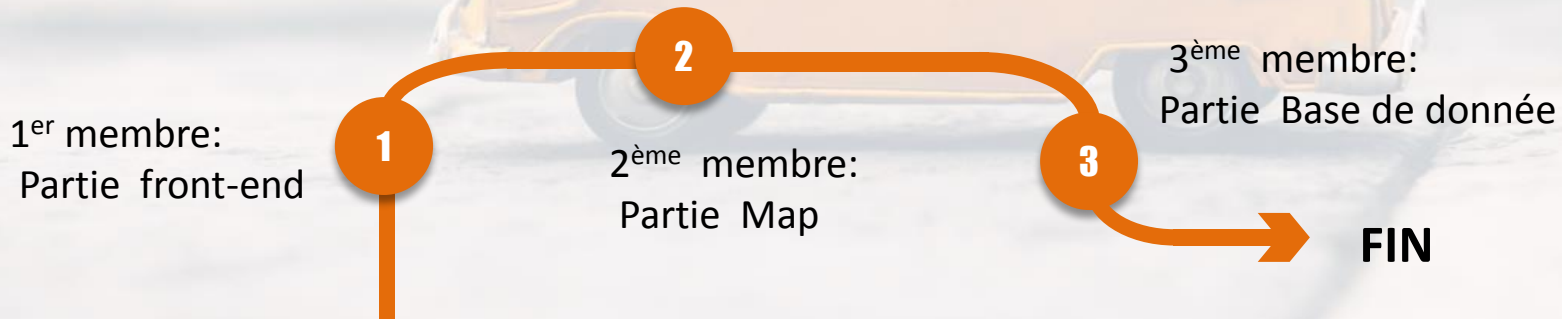 1er membre:
Partie front-end
1
2
2ème membre:
Partie Map
3
3ème membre:
Partie Base de donnée
FIN